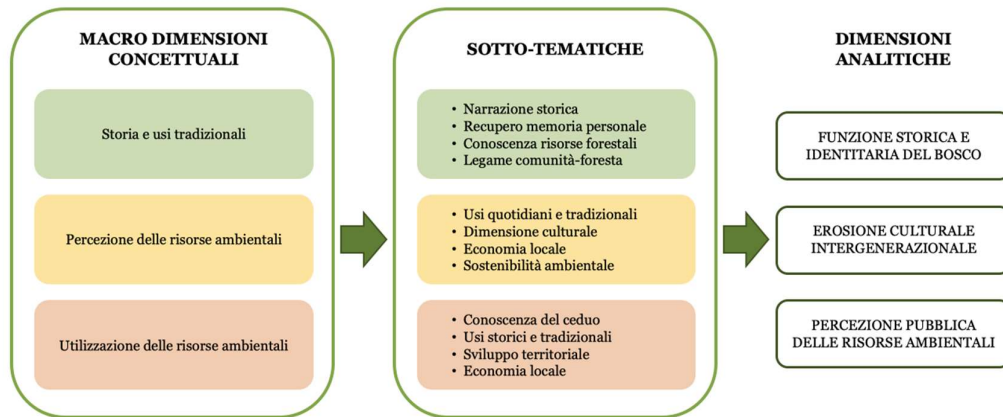 MACRO DIMENSIONI
CONCETTUALI
Storia e usi tradizionali
Percezione delle risorse ambientali
Utilizzazione delle risorse ambientali
SOTTO-TEMATICHE
• Narrazione storica
• Recupero memoria personale
• Conoscenza risorse forestali
• Legame comunità-foresta
• Usi quotidiani e tradizionali
• Dimensione culturale
• Economia locale
• Sostenibilità ambientale
• Conoscenza del ceduo
• Usi storici e tradizionali
• Sviluppo territoriale
• Economia locale
DIMENSIONI
ANALITICHE
FUNZIONE STORICA E
IDENTITARIA DEL BOSCO
EROSIONE CULTURALE
INTERGENERAZIONALE
PERCEZIONE PUBBLICA
DELLE RISORSE AMBIENTALI